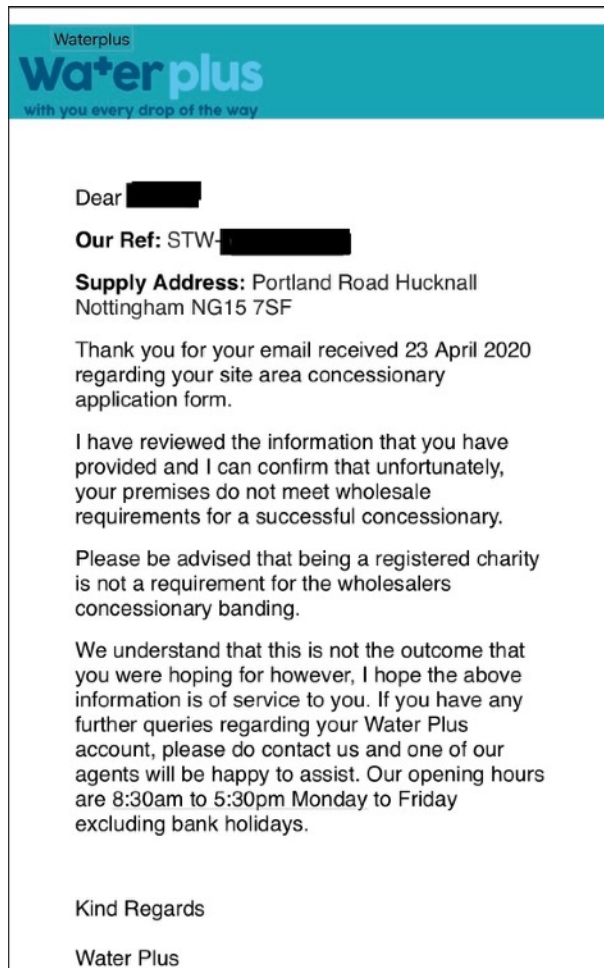 Waterplus
Water plus
with you every drop of the way
Dear
Our Ref: STW-
Supply Address: Portland Road Hucknall
Nottingham NG15 7SF
Thank you for your email received 23 April 2020
regarding your site area concessionary
application form.
I have reviewed the information that you have
provided and I can confirm that unfortunately,
your premises do not meet wholesale
requirements for a successful concessionary.
Please be advised that being a registered charity
is not a requirement for the wholesalers
concessionary banding.
We understand that this is not the outcome that
you were hoping for however, I hope the above
information is of service to you. If you have any
further queries regarding your Water Plus
account, please do contact us and one of our
agents will be happy to assist. Our opening hours
are 8:30am to 5:30pm Monday to Friday
excluding bank holidays.
Kind Regards
Water Plus